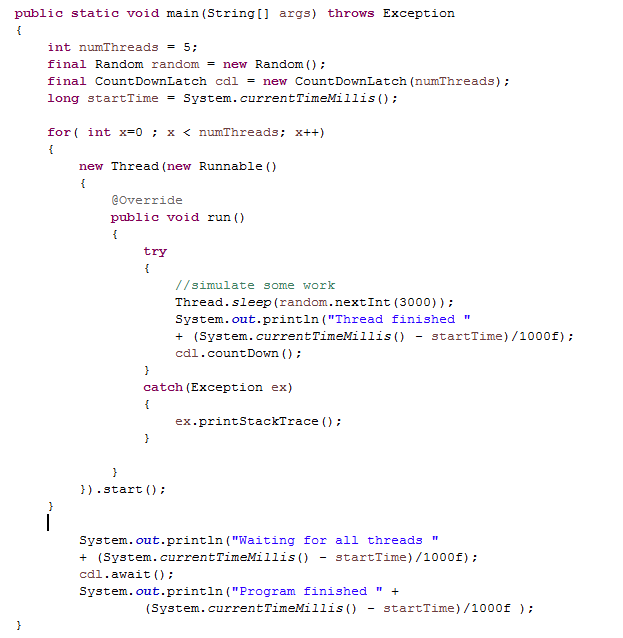 public static void main(String[] args) throws Exception
{
    int numThreads = 5;
    final Random random = new Random();
    final CountDownLatch cdl = new CountDownLatch(numThreads);
    long startTime = System.currentTimeMillis();

    for( int x=0 ; x < numThreads; x++)
    {
        new Thread(new Runnable()
        {
            @Override
            public void run()
            {
                try
                {
                    //simulate some work
                    Thread.sleep(random.nextInt(3000));
                    System.out.println("Thread finished "
                    + (System.currentTimeMillis() - startTime)/1000f);
                    cdl.countDown();
                }
                catch(Exception ex)
                {
                    ex.printStackTrace();
                }

            }
        }).start();
    }

        System.out.println("Waiting for all threads "
        + (System.currentTimeMillis() - startTime)/1000f);
        cdl.await();
        System.out.println("Program finished " +
                (System.currentTimeMillis() - startTime)/1000f );
}